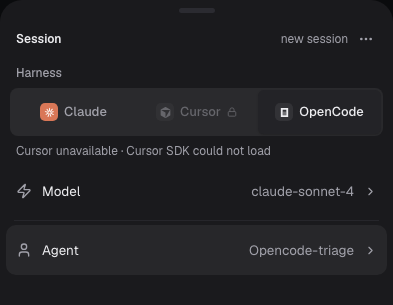 Session new session ···
Harness
Claude Cursor OpenCode
Cursor unavailable · Cursor SDK could not load
Model claude-sonnet-4
Agent Opencode-triage